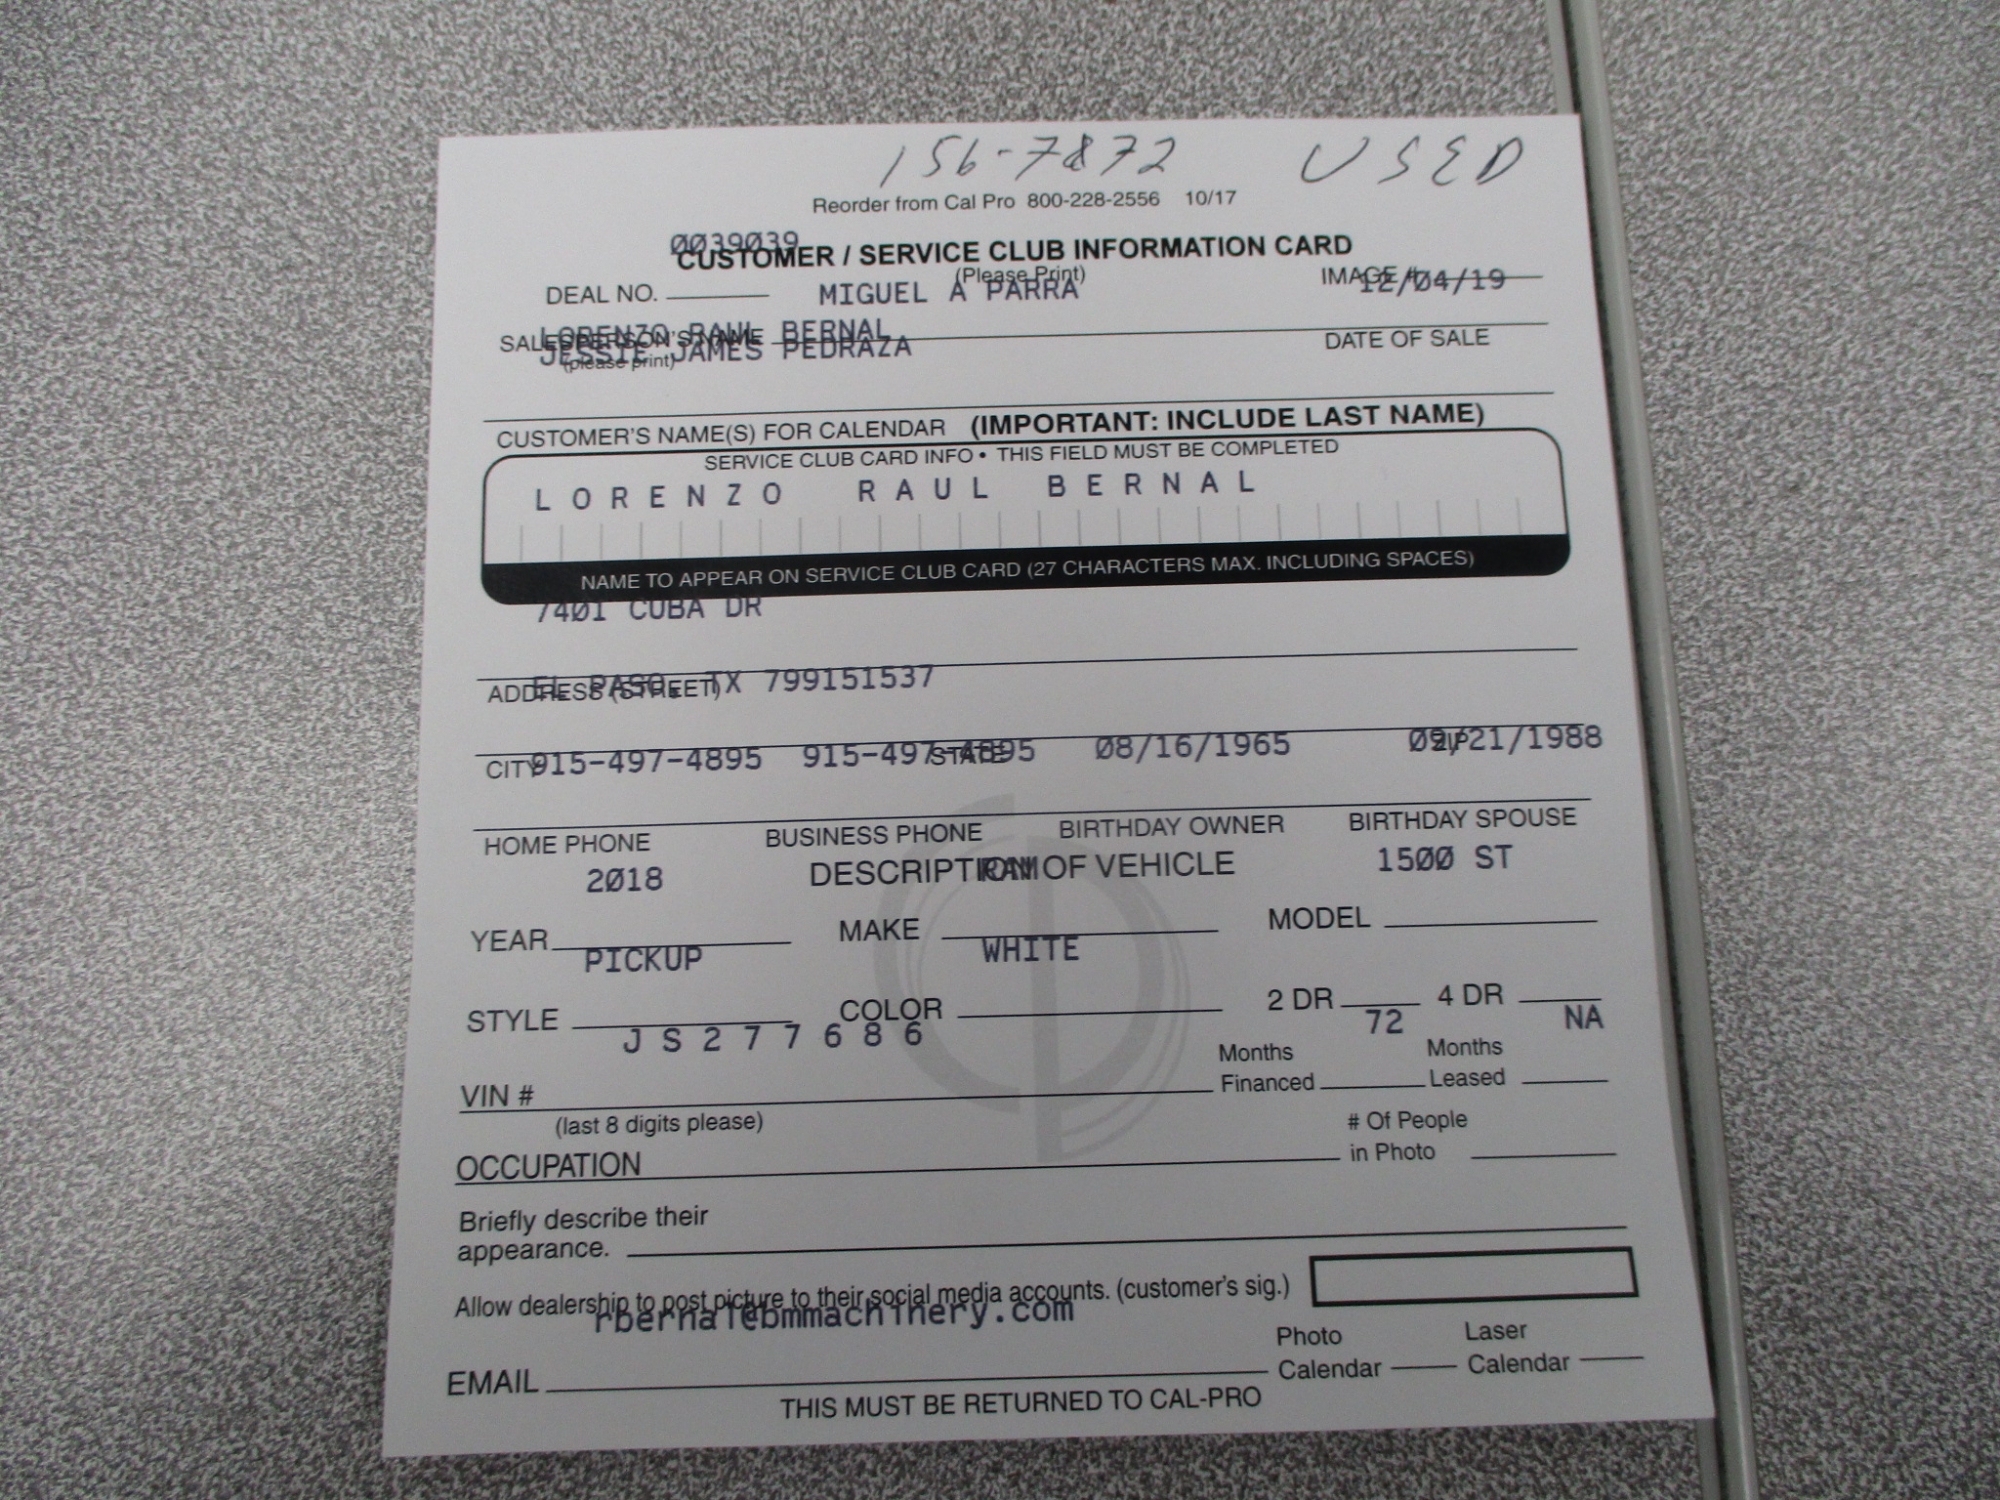 156-7872 USED
Reorder from Cal Pro 800-228-2556 10/17
0039039
CUSTOMER / SERVICE CLUB INFORMATION CARD
(Please Print)
DEAL NO. MIGUEL A PARRA IMAGE # 12/04/19
LORENZO RAUL BERNAL
SALESPERSON'S NAME DATE OF SALE
JESSIE JAMES PEDRAZA
(please print)
CUSTOMER'S NAME(S) FOR CALENDAR (IMPORTANT: INCLUDE LAST NAME)
SERVICE CLUB CARD INFO • THIS FIELD MUST BE COMPLETED
LORENZO RAUL BERNAL
NAME TO APPEAR ON SERVICE CLUB CARD (27 CHARACTERS MAX. INCLUDING SPACES)
7401 CUBA DR
EL PASO, TX 799151537
ADDRESS (STREET)
915-497-4895 915-497-4895 08/16/1965 09/21/1988
CITY STATE ZIP
HOME PHONE BUSINESS PHONE BIRTHDAY OWNER BIRTHDAY SPOUSE
DESCRIPTION OF VEHICLE
2018 RAM 1500 ST
YEAR MAKE MODEL
PICKUP WHITE
STYLE COLOR 2 DR 4 DR
JS277686 72 NA
VIN # Months Financed Months Leased
(last 8 digits please)
OCCUPATION # Of People in Photo
Briefly describe their
appearance.
Allow dealership to post picture to their social media accounts. (customer's sig.)
rbernal@bmmachinery.com
EMAIL Photo Calendar Laser Calendar
THIS MUST BE RETURNED TO CAL-PRO